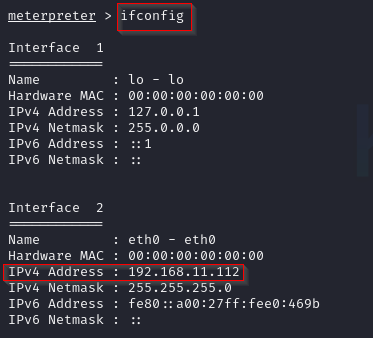 meterpreter > ifconfig
Interface  1
============
Name         : lo - lo
Hardware MAC : 00:00:00:00:00:00
IPv4 Address : 127.0.0.1
IPv4 Netmask : 255.0.0.0
IPv6 Address : ::1
IPv6 Netmask : ::
Interface  2
============
Name         : eth0 - eth0
Hardware MAC : 00:00:00:00:00:00
IPv4 Address : 192.168.11.112
IPv4 Netmask : 255.255.255.0
IPv6 Address : fe80::a00:27ff:fee0:469b
IPv6 Netmask : ::